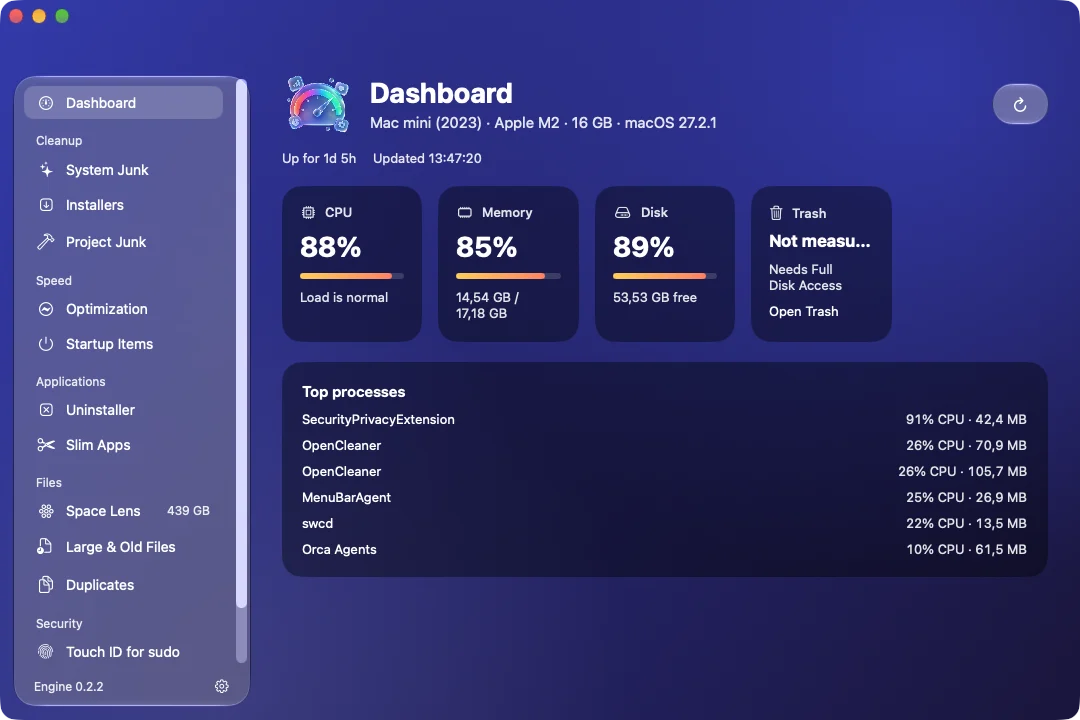 Dashboard
Cleanup
System Junk
Installers
Project Junk
Speed
Optimization
Startup Items
Applications
Uninstaller
Slim Apps
Files
Space Lens 439 GB
Large & Old Files
Duplicates
Security
Touch ID for sudo
Engine 0.2.2
Dashboard
Mac mini (2023) · Apple M2 · 16 GB · macOS 27.2.1
Up for 1d 5h Updated 13:47:20
CPU
88%
Load is normal
Memory
85%
14,54 GB /
17,18 GB
Disk
89%
53,53 GB free
Trash
Not measu...
Needs Full
Disk Access
Open Trash
Top processes
SecurityPrivacyExtension 91% CPU · 42,4 MB
OpenCleaner 26% CPU · 70,9 MB
OpenCleaner 26% CPU · 105,7 MB
MenuBarAgent 25% CPU · 26,9 MB
swcd 22% CPU · 13,5 MB
Orca Agents 10% CPU · 61,5 MB